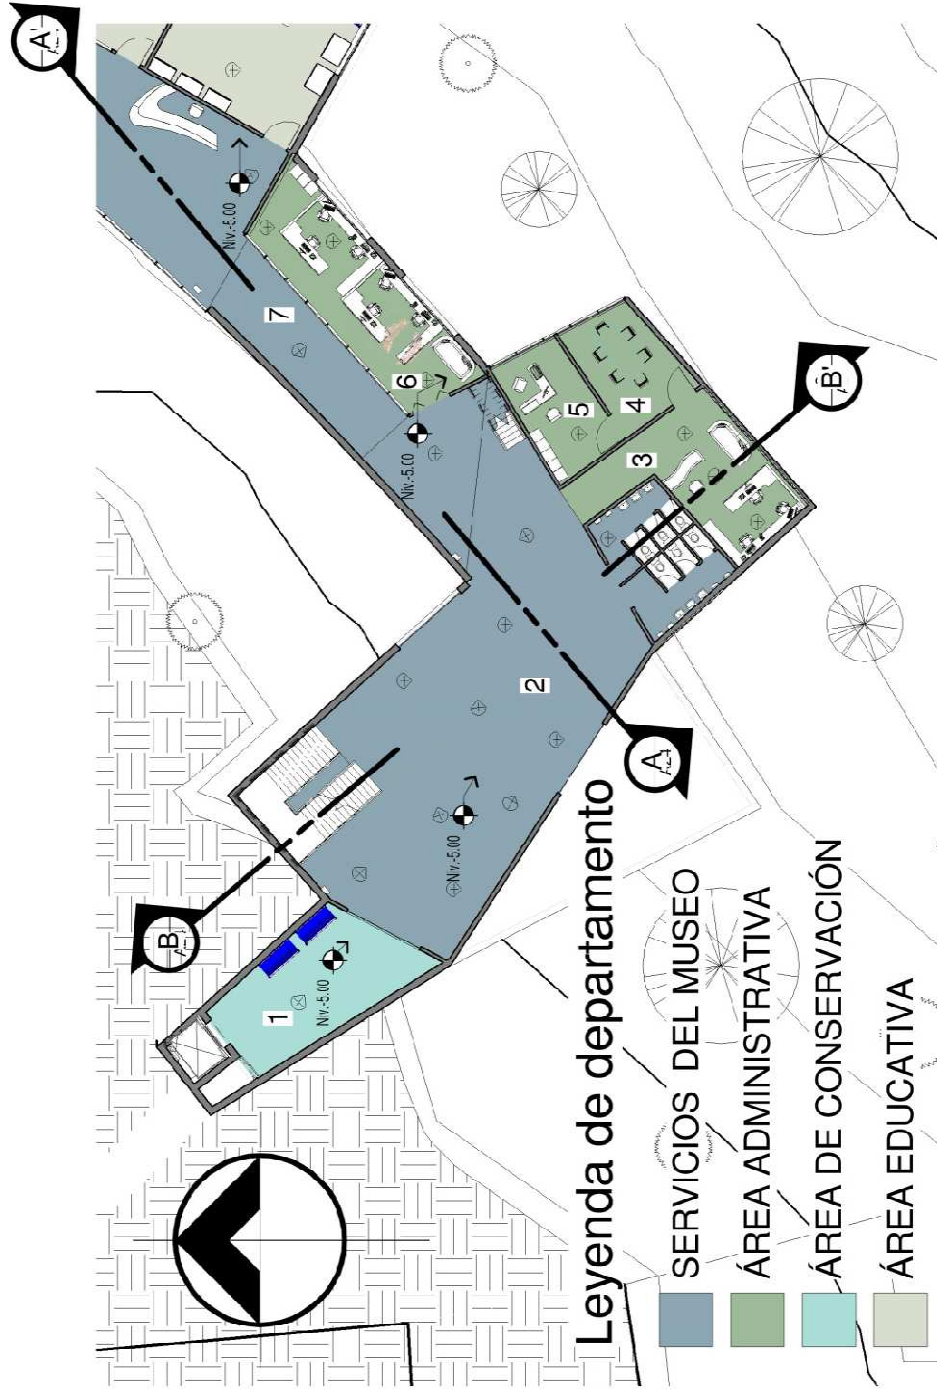 A'
B
B'
A
A24
1
2
3
4
5
6
7
Niv.-5.00
Niv.-5.00
Niv.-5.00
Niv.-5.00
Leyenda de departamento
SERVICIOS DEL MUSEO
ÁREA ADMINISTRATIVA
ÁREA DE CONSERVACIÓN
ÁREA EDUCATIVA